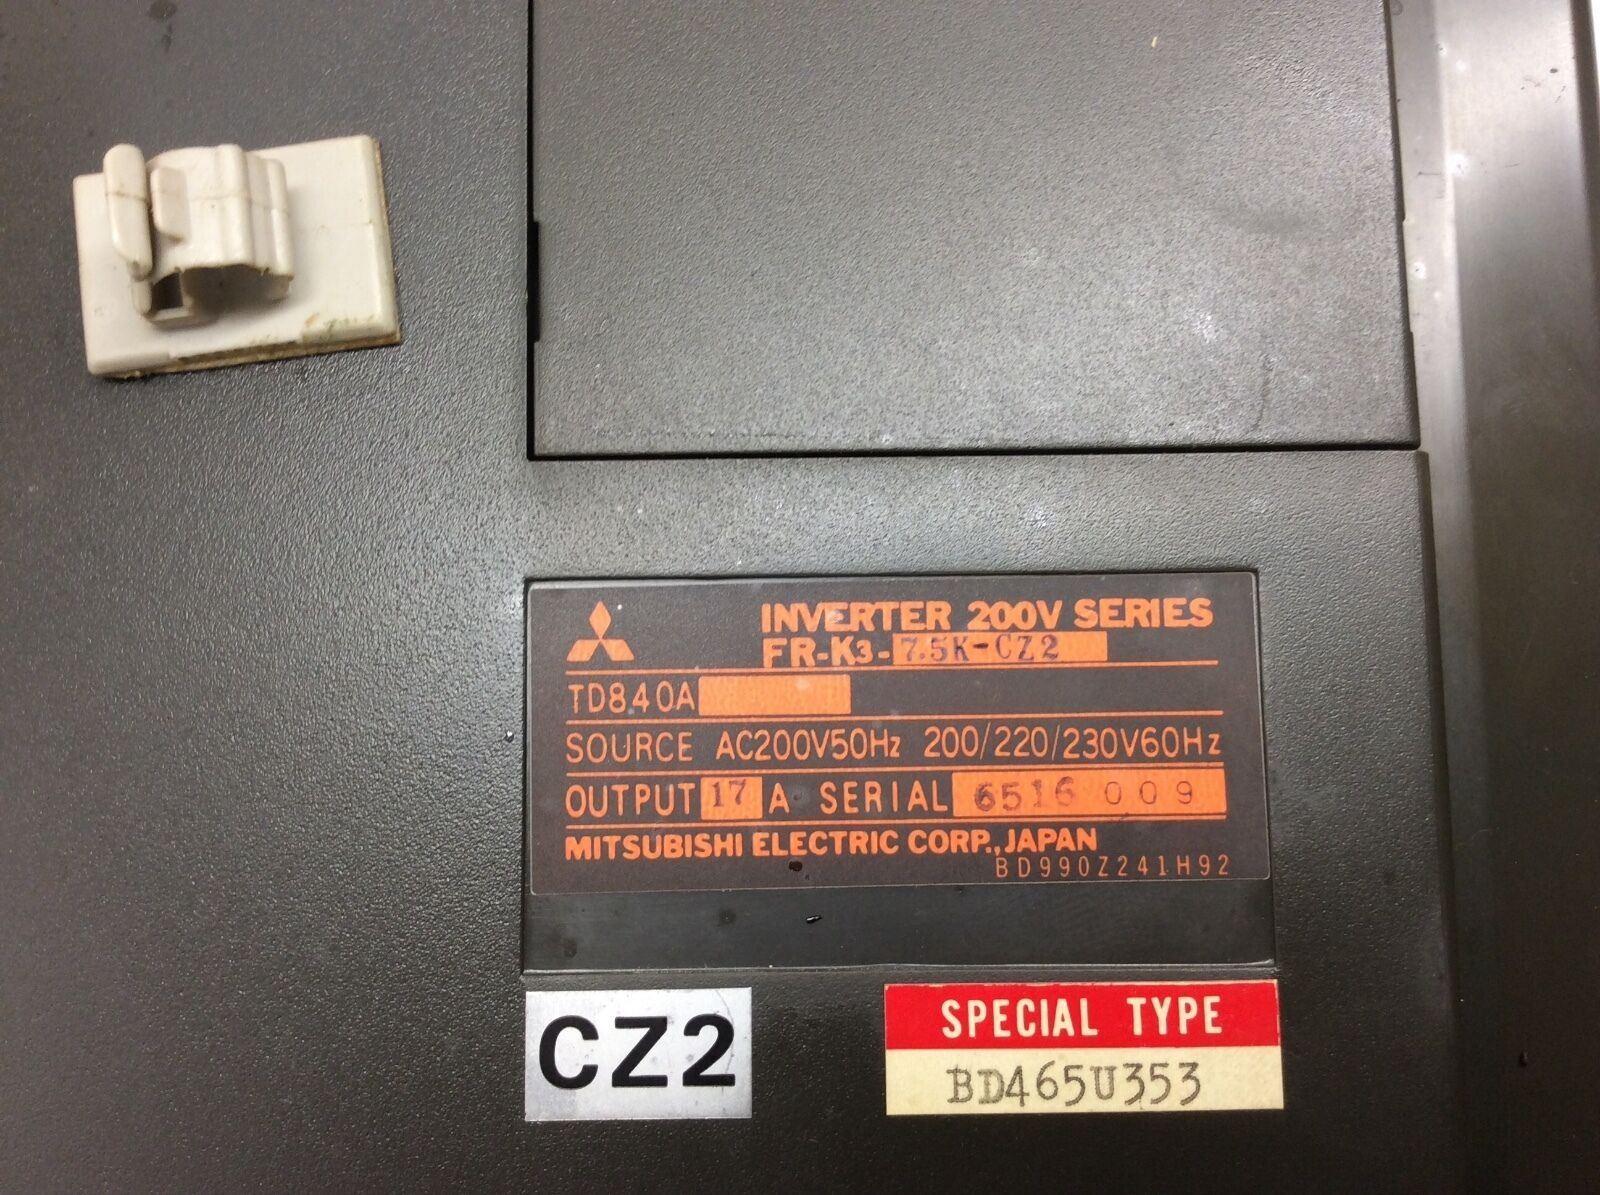 INVERTER 200V SERIES
FR-K3-7.5K-CZ2
TD840A
SOURCE AC200V50Hz 200/220/230V60Hz
OUTPUT 17 A SERIAL 6516 009
MITSUBISHI ELECTRIC CORP., JAPAN
BD990Z241H92
CZ2
SPECIAL TYPE
BD465U353